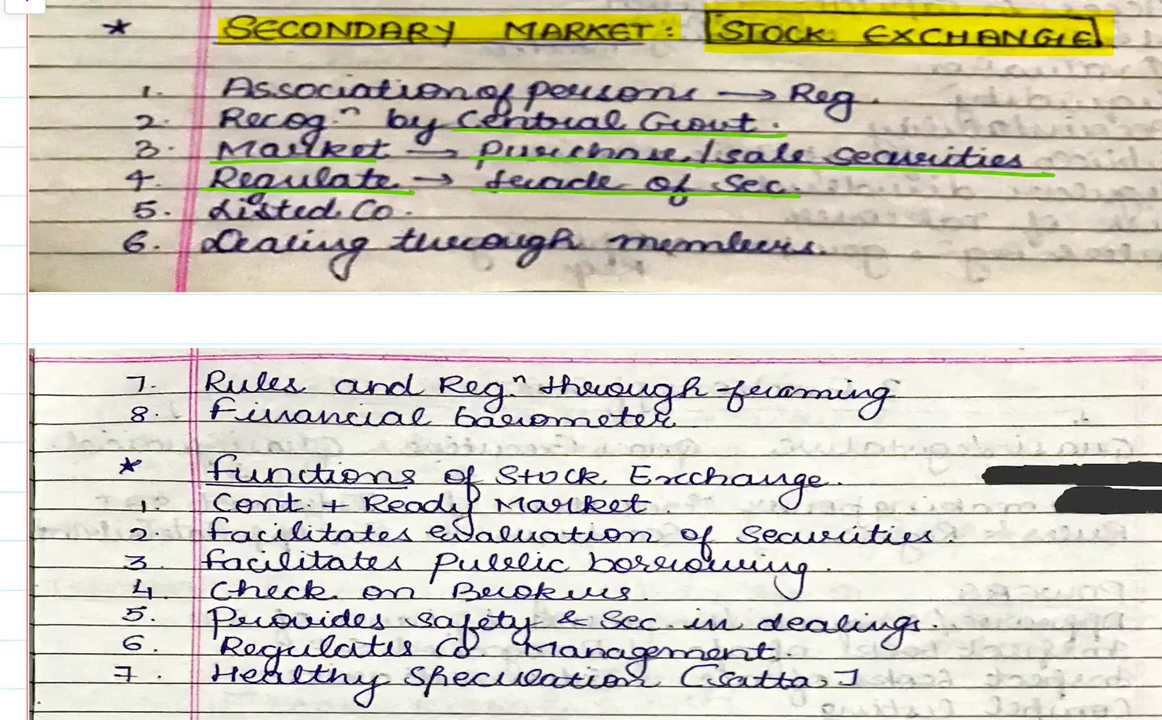 * SECONDARY MARKET: STOCK EXCHANGE
1. Association of persons → Reg.
2. Recog.ⁿ by Central Govt.
3. Market → purchase/sale securities
4. Regulate → trade of Sec.
5. Listed Co.
6. Dealing through members.
7. Rules and Reg.ⁿ through framing
8. Financial barometer
* Functions of Stock Exchange.
1. Cont. + Ready Market.
2. Facilitates evaluation of Securities.
3. Facilitates public borrowing.
4. Check on Brokers.
5. Provides safety & Sec. in dealings.
6. Regulates Co. Management.
7. Healthy Speculation (Satta)